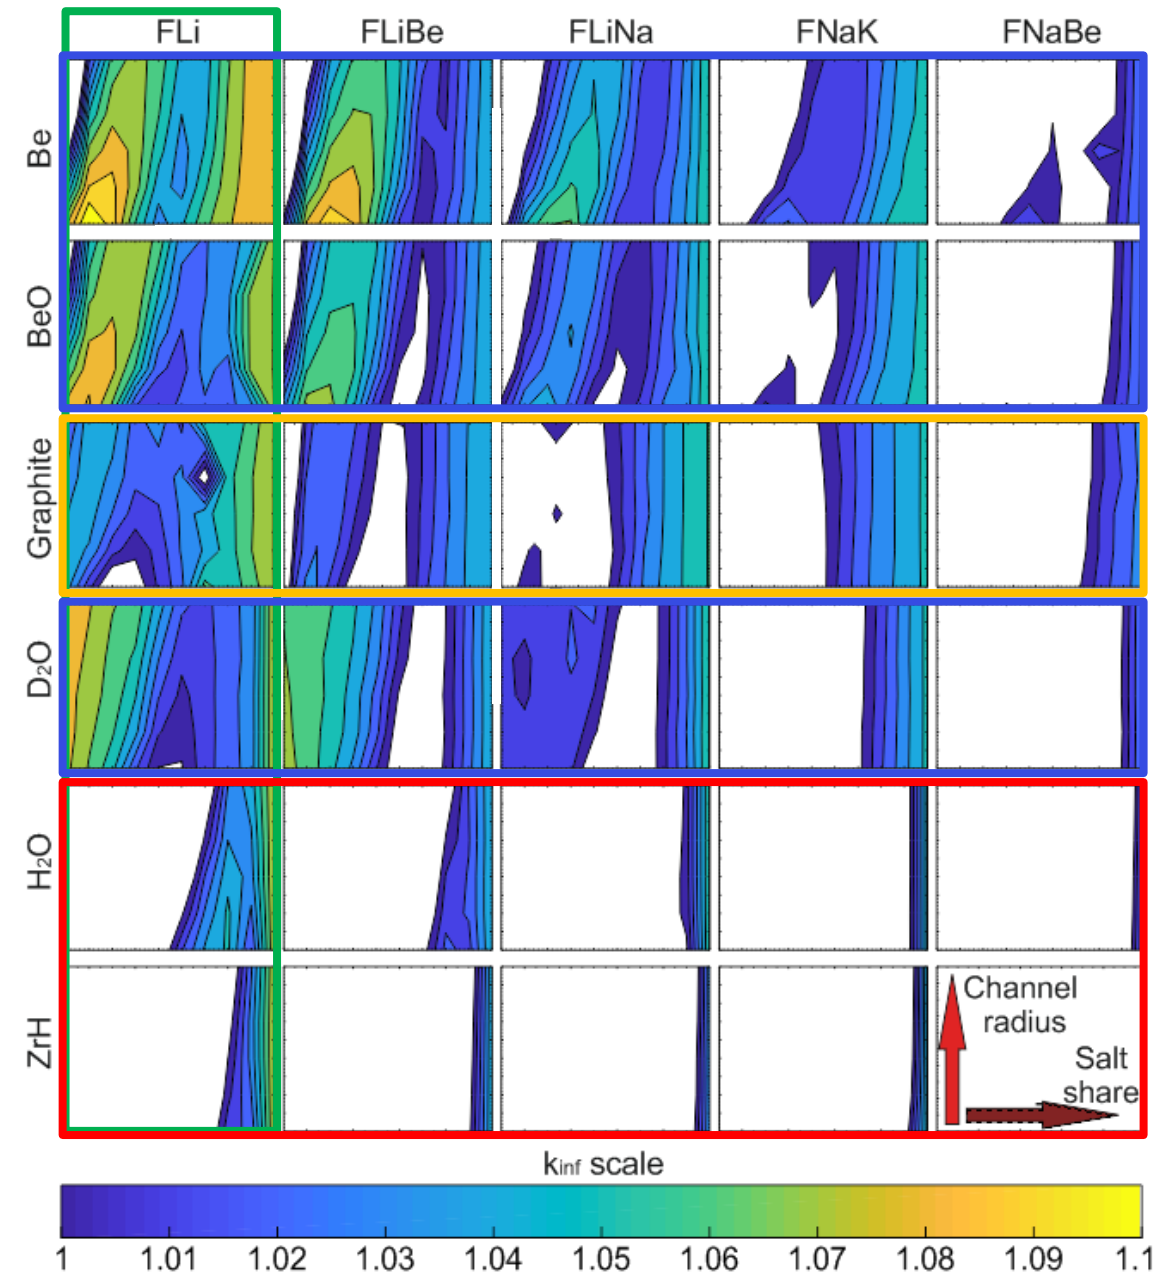 FLi FLiBe FLiNa FNaK FNaBe
Be
BeO
Graphite
D₂O
H₂O
ZrH
Channel
radius
Salt
share
kinf scale
1 1.01 1.02 1.03 1.04 1.05 1.06 1.07 1.08 1.09 1.1